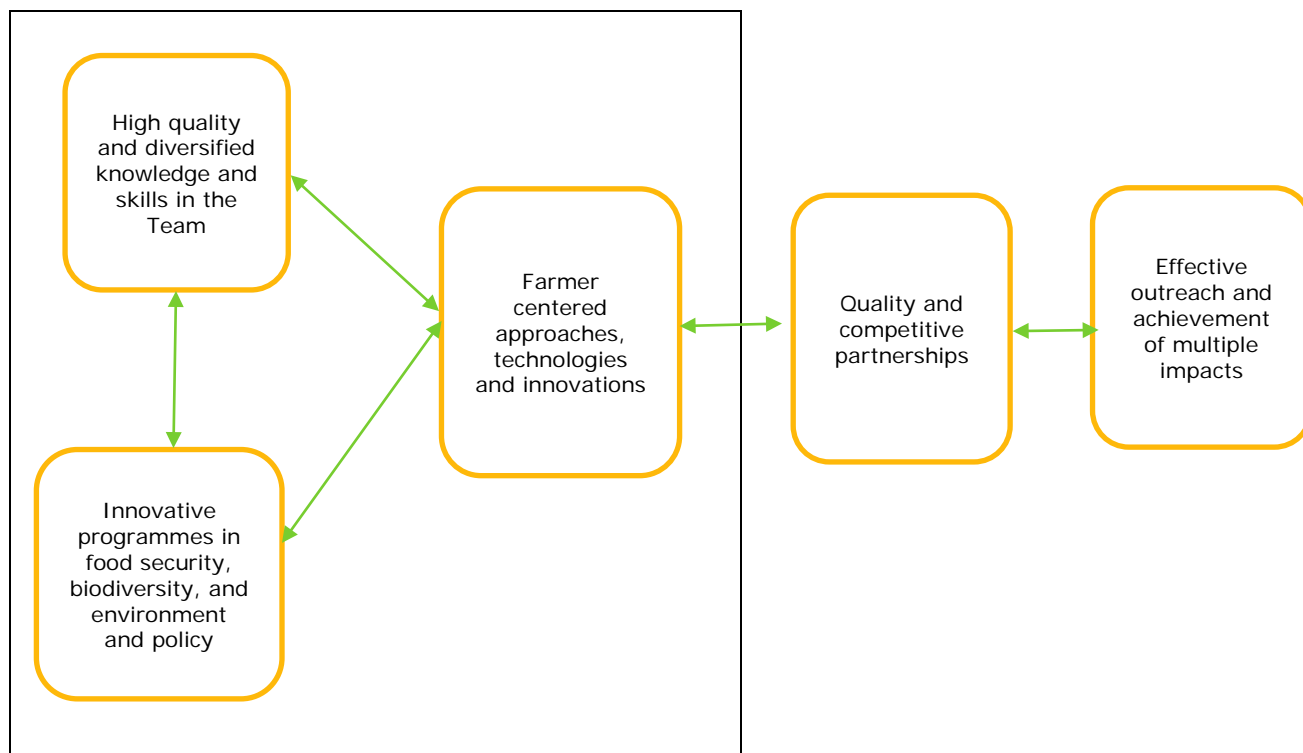 High quality
and diversified
knowledge and
skills in the
Team
Innovative
programmes in
food security,
biodiversity, and
environment
and policy
Farmer
centered
approaches,
technologies
and innovations
Quality and
competitive
partnerships
Effective
outreach and
achievement
of multiple
impacts